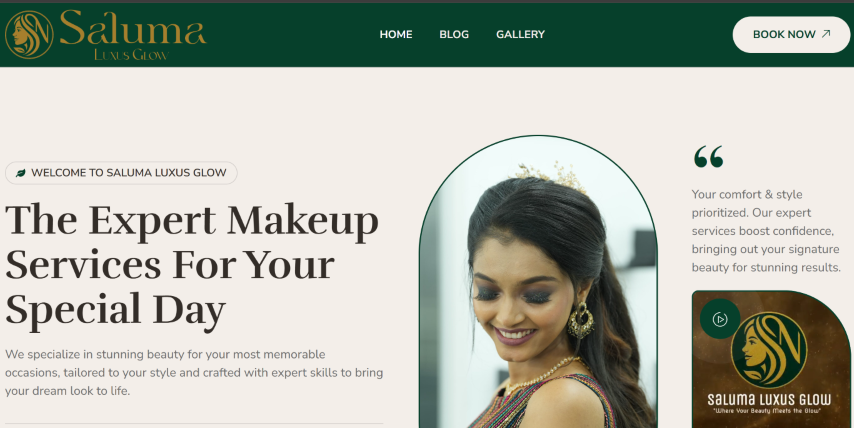 Saluma
Luxus Glow
HOME
BLOG
GALLERY
BOOK NOW
WELCOME TO SALUMA LUXUS GLOW
The Expert Makeup
Services For Your
Special Day
We specialize in stunning beauty for your most memorable
occasions, tailored to your style and crafted with expert skills to bring
your dream look to life.
“
Your comfort & style
prioritized. Our expert
services boost confidence,
bringing out your signature
beauty for stunning results.
SN
SALUMA LUXUS GLOW
"Where Your Beauty Meets the Glow"